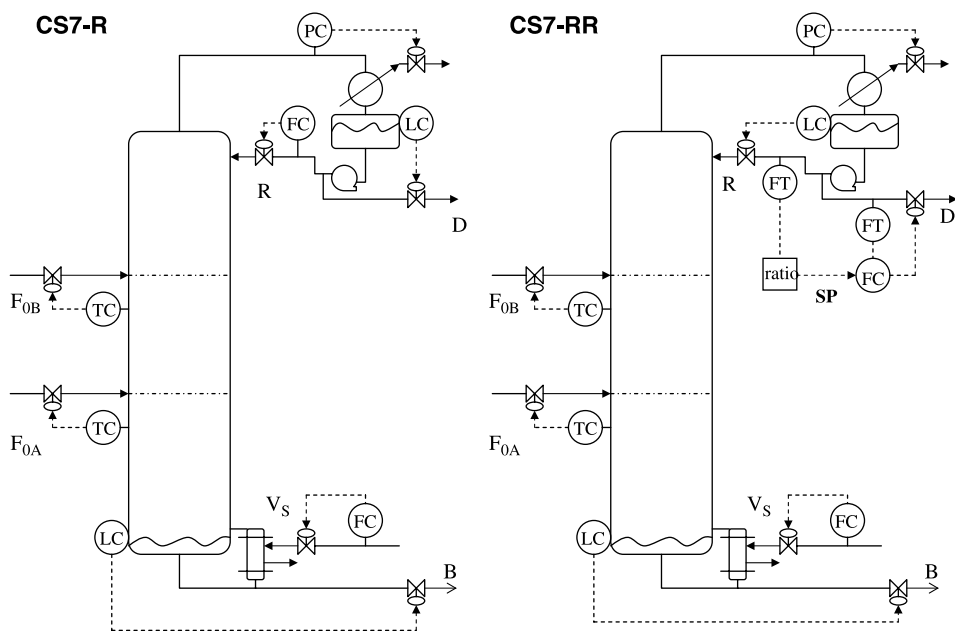 CS7-R
PC
FC
LC
R
D
F0B
TC
F0A
TC
VS
FC
LC
B
CS7-RR
PC
LC
R
FT
D
FT
ratio
FC
SP
F0B
TC
F0A
TC
VS
FC
LC
B